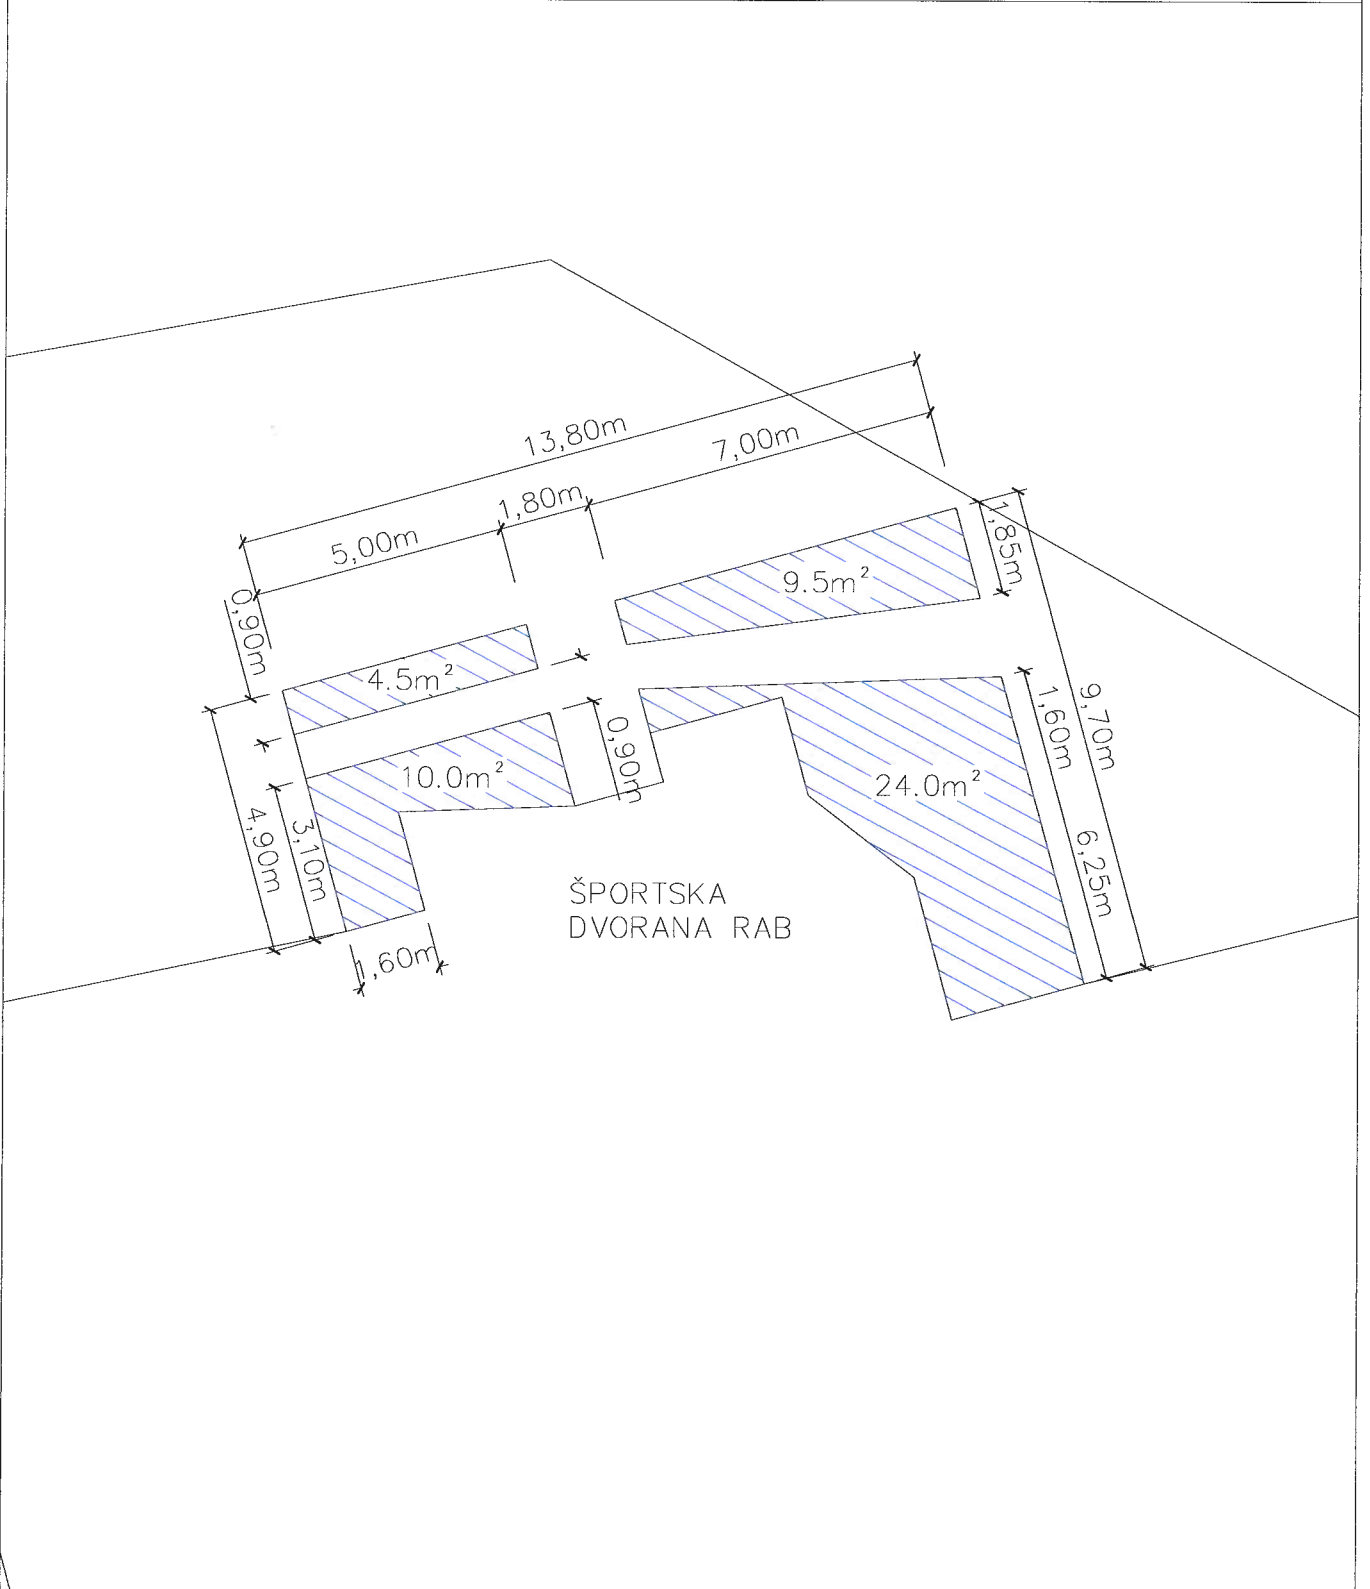 13,80m
7,00m
1,80m
5,00m
0,90m
1,85m
9.5m²
4.5m²
10.0m²
0,90m
24.0m²
1,60m
9,70m
4,90m
3,10m
6,25m
1,60m
ŠPORTSKA
DVORANA RAB